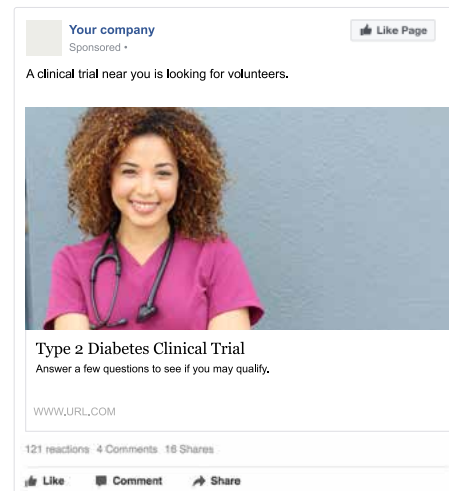 Your company
Like Page
Sponsored •
A clinical trial near you is looking for volunteers.
Type 2 Diabetes Clinical Trial
Answer a few questions to see if you may qualify.
WWW.URL.COM
121 reactions 4 Comments 16 Shares
Like Comment Share